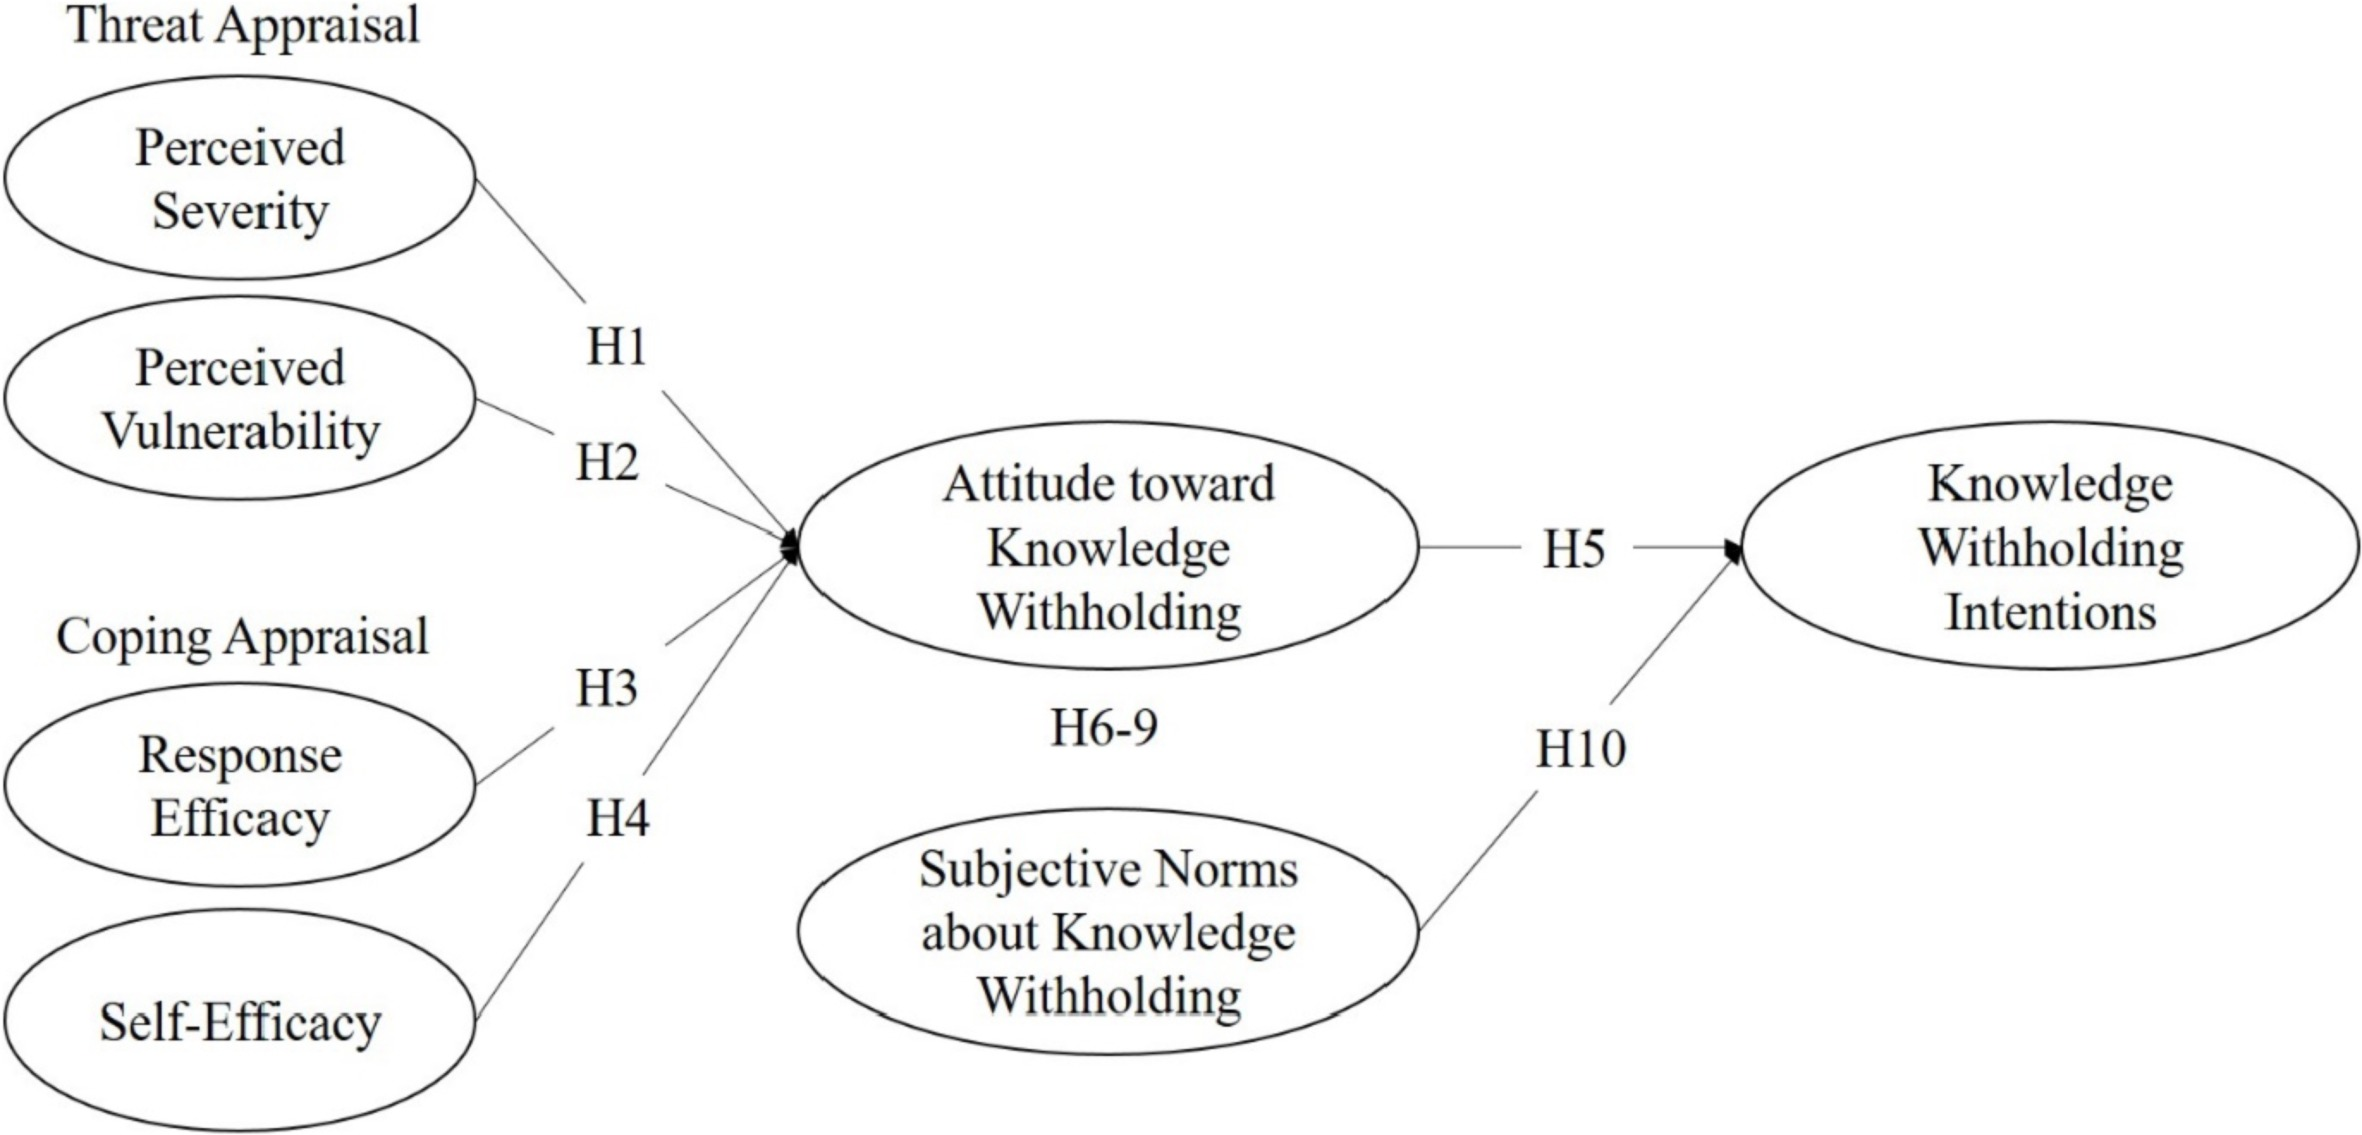 Threat Appraisal
Perceived
Severity
Perceived
Vulnerability
H1
H2
Coping Appraisal
Response
Efficacy
Self-Efficacy
H3
H4
Attitude toward
Knowledge
Withholding
H6-9
Subjective Norms
about Knowledge
Withholding
H5
H10
Knowledge
Withholding
Intentions